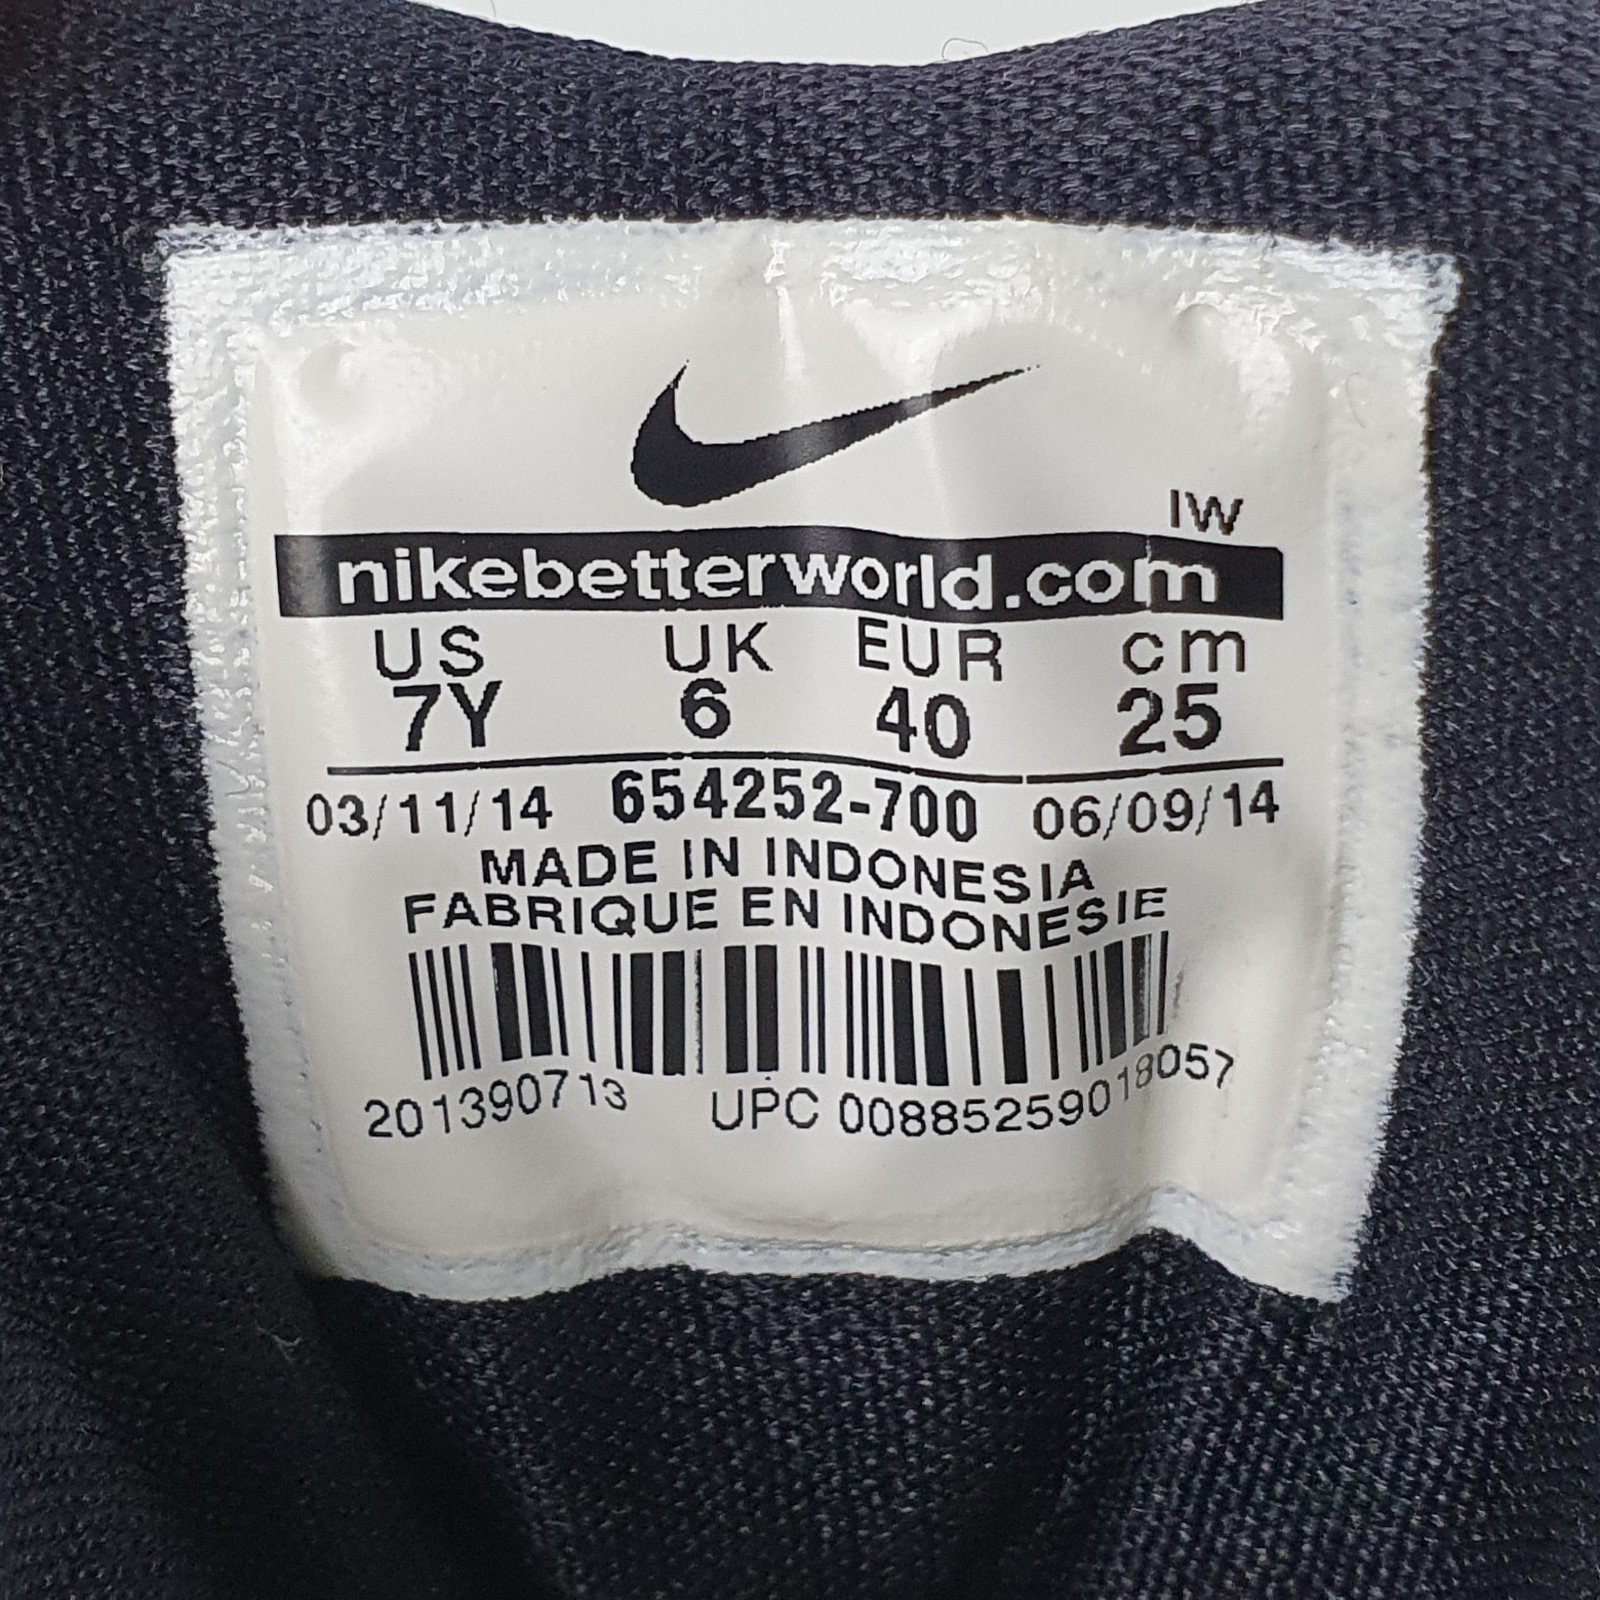 IW
nikebetterworld.com
US UK EUR cm
7Y 6 40 25
03/11/14 654252-700 06/09/14
MADE IN INDONESIA
FABRIQUE EN INDONESIE
201390713 UPC 00885259018057